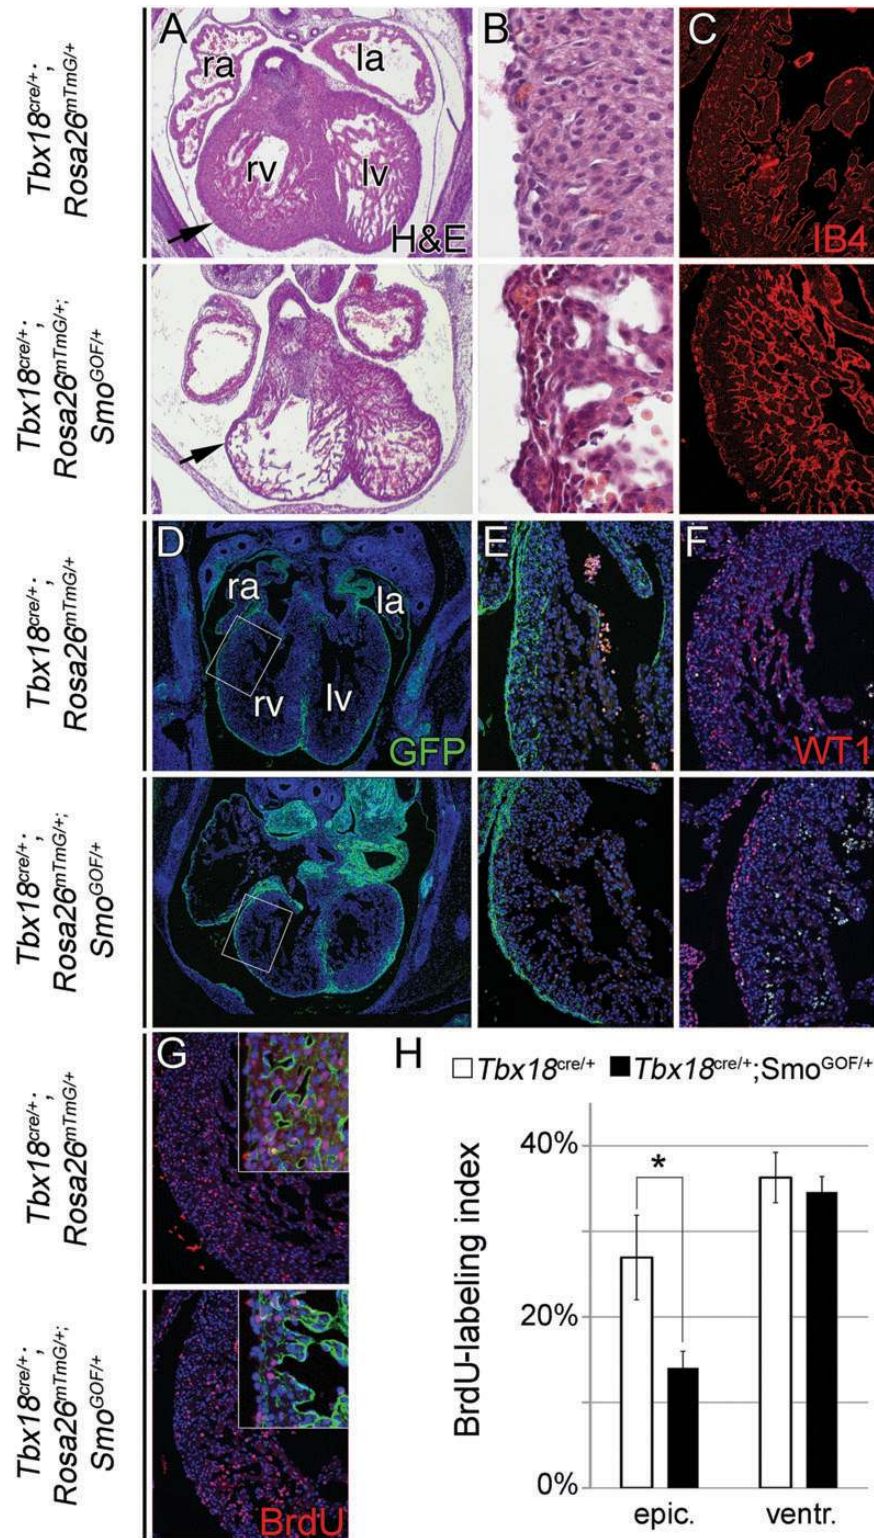 A
B
C
Tbx18cre/+;
Rosa26mTmG/+
ra
la
rv
lv
H&E
IB4
Tbx18cre/+;
Rosa26mTmG/+;
SmoGOF/+
D
E
F
Tbx18cre/+;
Rosa26mTmG/+
ra
la
rv
lv
GFP
WT1
Tbx18cre/+;
Rosa26mTmG/+;
SmoGOF/+
G
Tbx18cre/+;
Rosa26mTmG/+
Tbx18cre/+;
Rosa26mTmG/+;
SmoGOF/+
BrdU
H
Tbx18cre/+ Tbx18cre/+;SmoGOF/+
BrdU-labeling index
40%
*
20%
0%
epic. ventr.